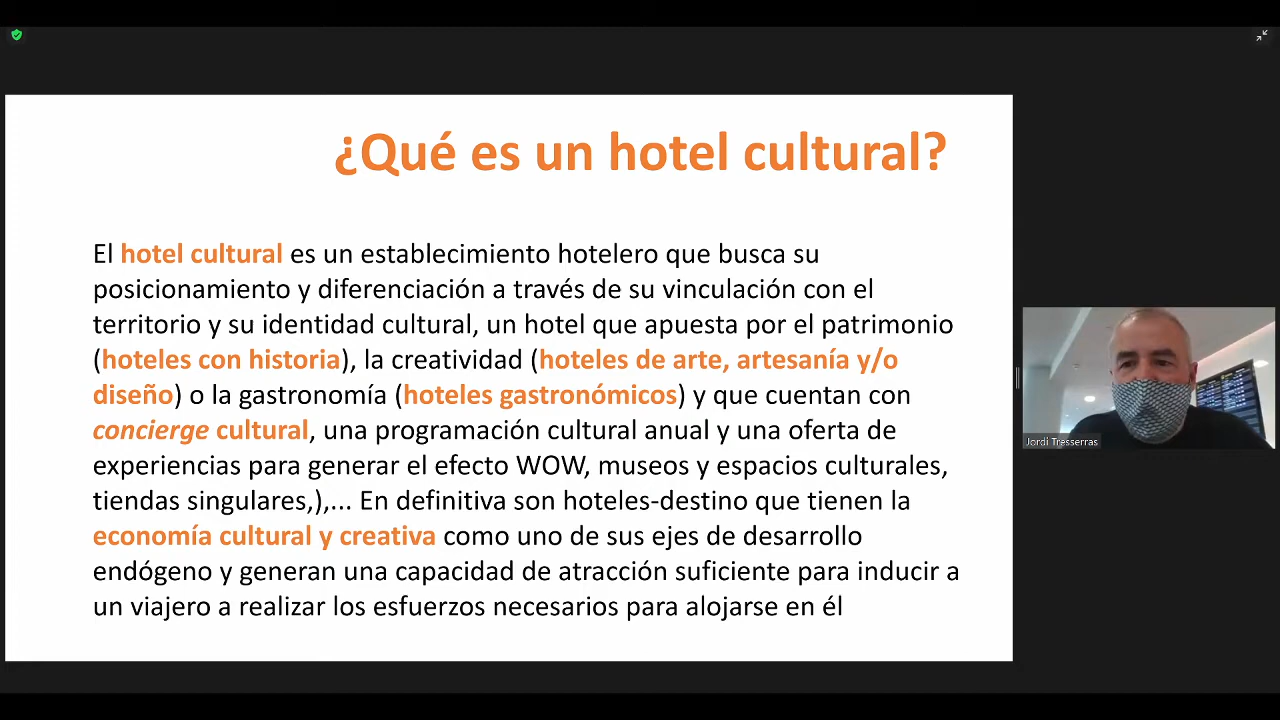 ¿Qué es un hotel cultural?
El hotel cultural es un establecimiento hotelero que busca su
posicionamiento y diferenciación a través de su vinculación con el
territorio y su identidad cultural, un hotel que apuesta por el patrimonio
(hoteles con historia), la creatividad (hoteles de arte, artesanía y/o
diseño) o la gastronomía (hoteles gastronómicos) y que cuentan con
concierge cultural, una programación cultural anual y una oferta de
experiencias para generar el efecto WOW, museos y espacios culturales,
tiendas singulares,),... En definitiva son hoteles-destino que tienen la
economía cultural y creativa como uno de sus ejes de desarrollo
endógeno y generan una capacidad de atracción suficiente para inducir a
un viajero a realizar los esfuerzos necesarios para alojarse en él
Jordi Tresserras